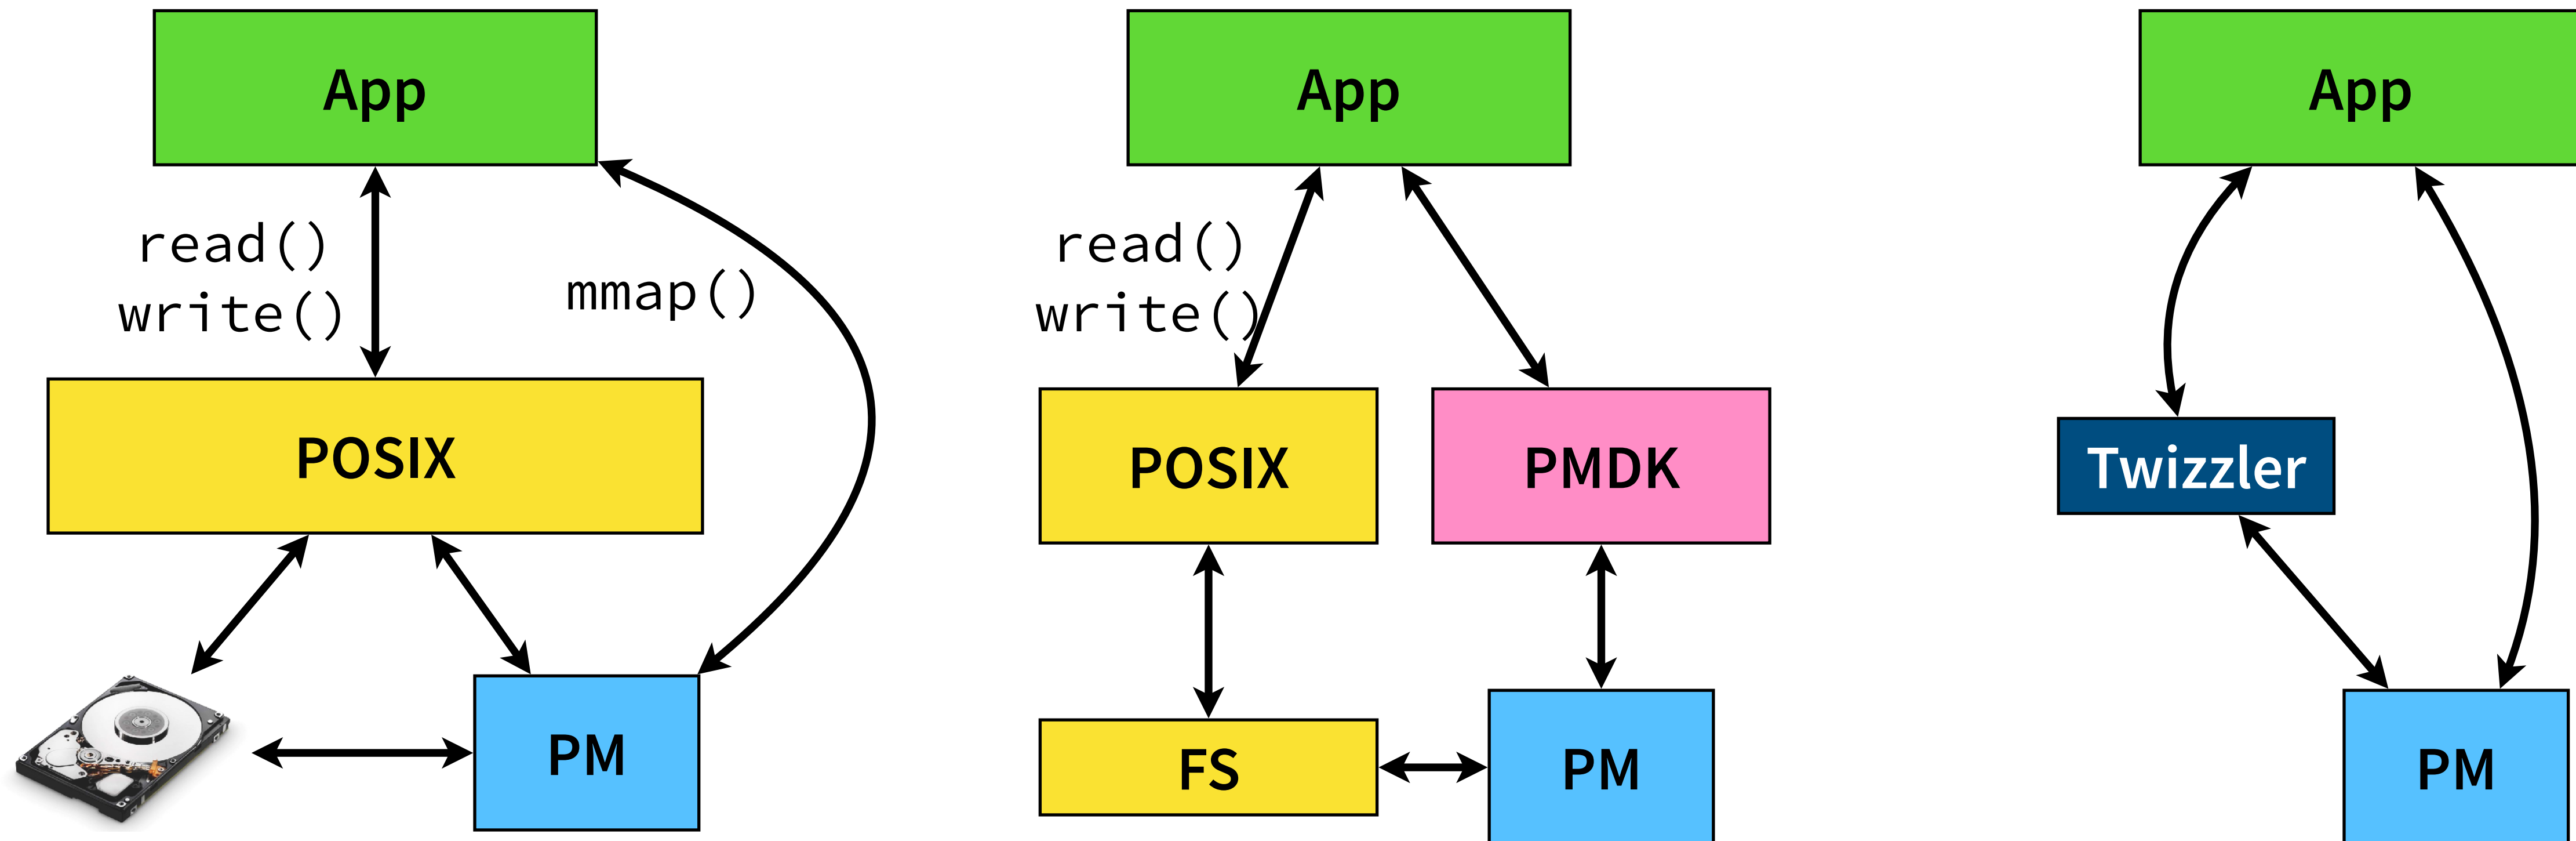 App
read()
write()
mmap()
POSIX
PM
App
read()
write()
POSIX
PMDK
FS
PM
App
Twizzler
PM